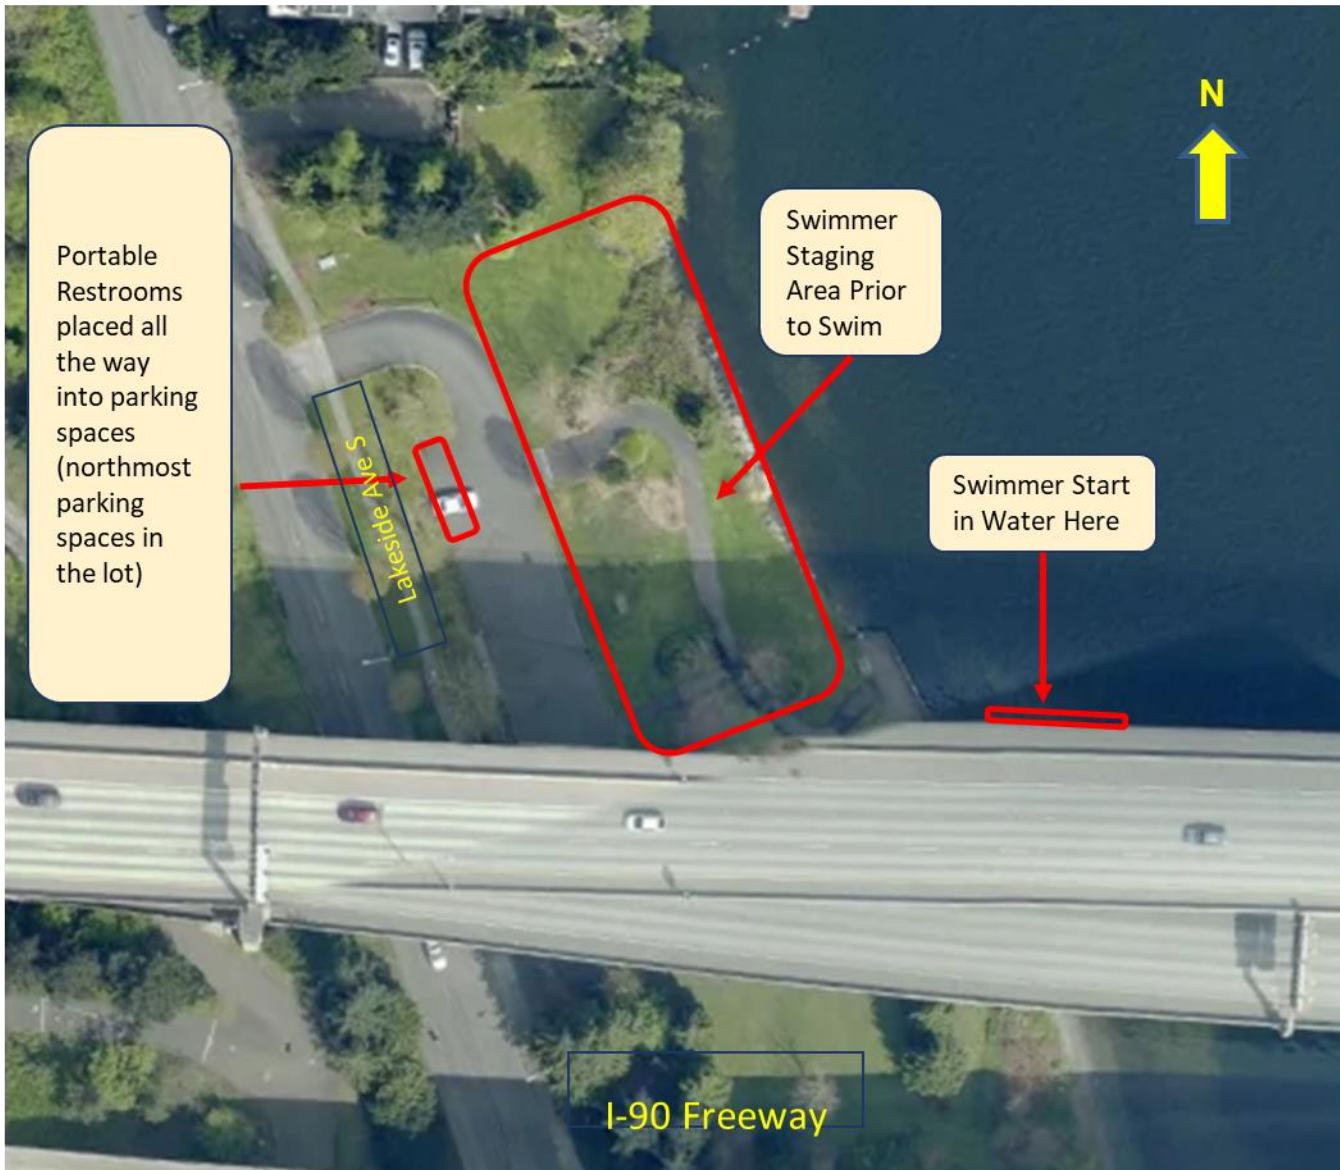 N
Portable
Restrooms
placed all
the way
into parking
spaces
(northmost
parking
spaces in
the lot)
Swimmer
Staging
Area Prior
to Swim
Lakeside Ave S
Swimmer Start
in Water Here
I-90 Freeway